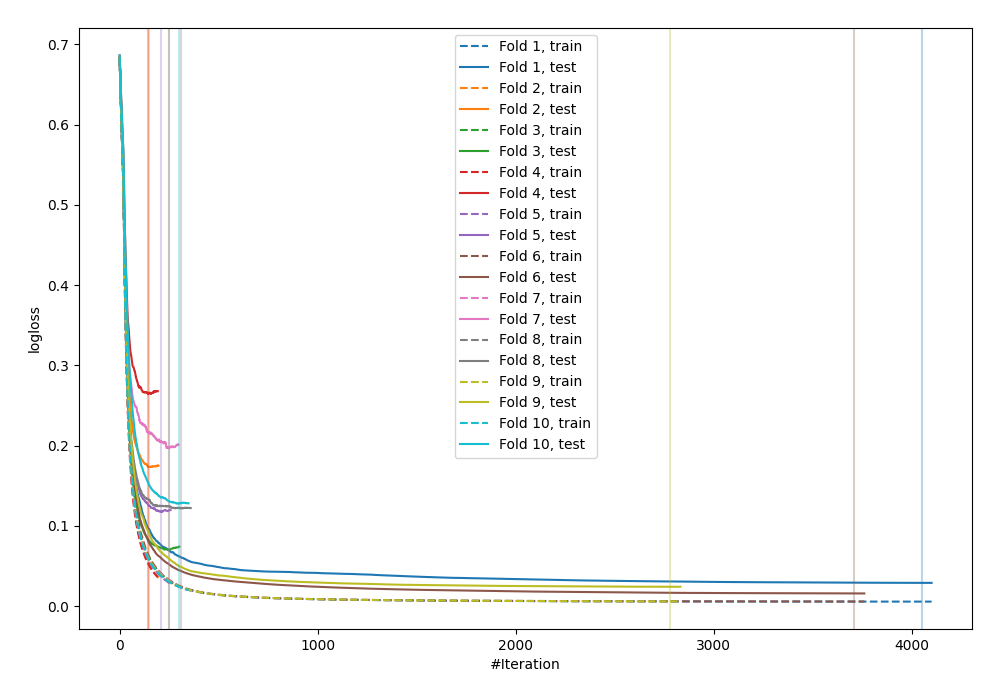 0.7
0.6
0.5
0.4
0.3
0.2
0.1
0.0
logloss
Fold 1, train
Fold 1, test
Fold 2, train
Fold 2, test
Fold 3, train
Fold 3, test
Fold 4, train
Fold 4, test
Fold 5, train
Fold 5, test
Fold 6, train
Fold 6, test
Fold 7, train
Fold 7, test
Fold 8, train
Fold 8, test
Fold 9, train
Fold 9, test
Fold 10, train
Fold 10, test
0 1000 2000 3000 4000
#Iteration